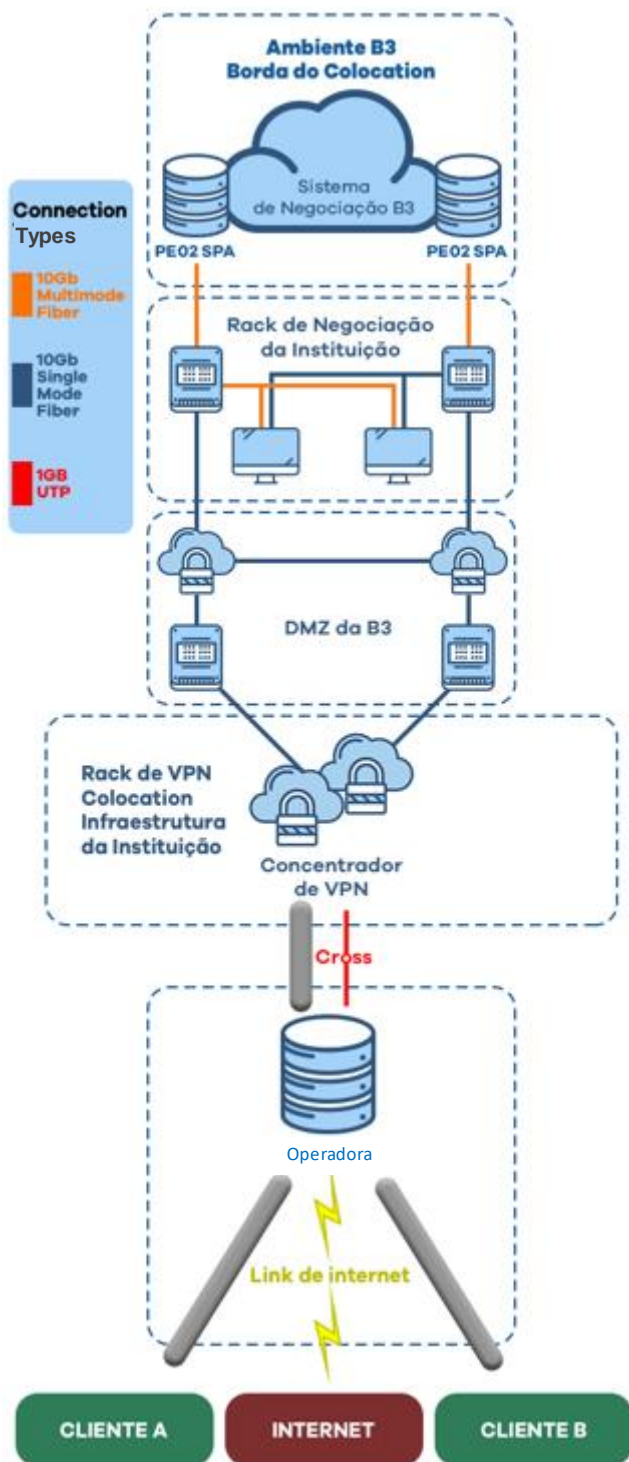 Ambiente B3
Borda do Colocation
Sistema
de Negociação B3
PE02 SPA
PE02 SPA
Connection
Types
10Gb
Multimode
Fiber
10Gb
Single
Mode
Fiber
1GB
UTP
Rack de Negociação
da Instituição
DMZ da B3
Rack de VPN
Colocation
Infraestrutura
da Instituição
Concentrador
de VPN
Cross
Operadora
Link de internet
CLIENTE A
INTERNET
CLIENTE B